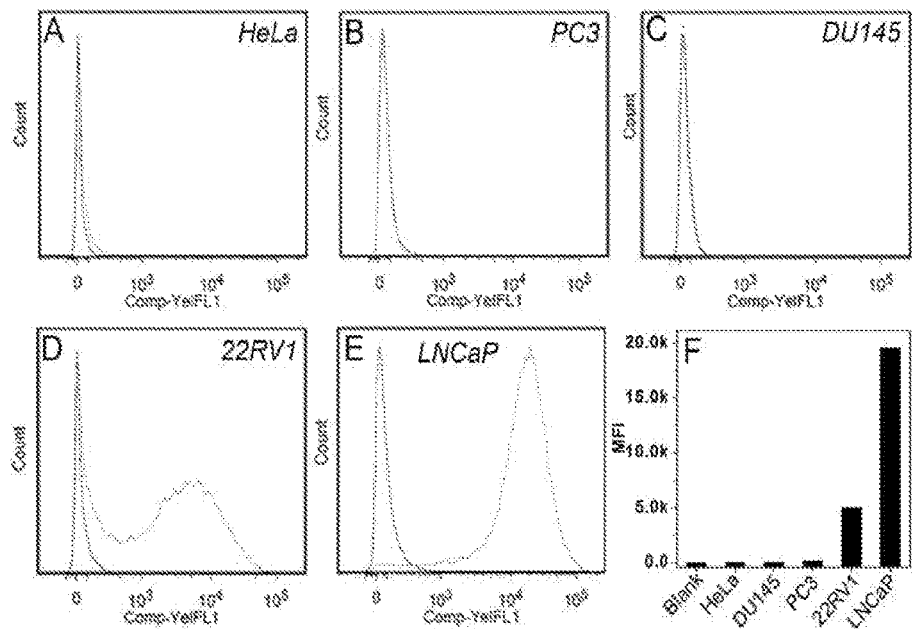 A HeLa
Count
0 10³ 10⁴ 10⁵
Comp-YelFL1
B PC3
Count
0 10³ 10⁴ 10⁵
Comp-YelFL1
C DU145
Count
0 10³ 10⁴ 10⁵
Comp-YelFL1
D 22RV1
Count
0 10³ 10⁴ 10⁵
Comp-YelFL1
E LNCaP
Count
0 10³ 10⁴ 10⁵
Comp-YelFL1
F
MFI
20.0k
15.0k
10.0k
5.0k
0.0
Blank
HeLa
DU145
PC3
22RV1
LNCaP